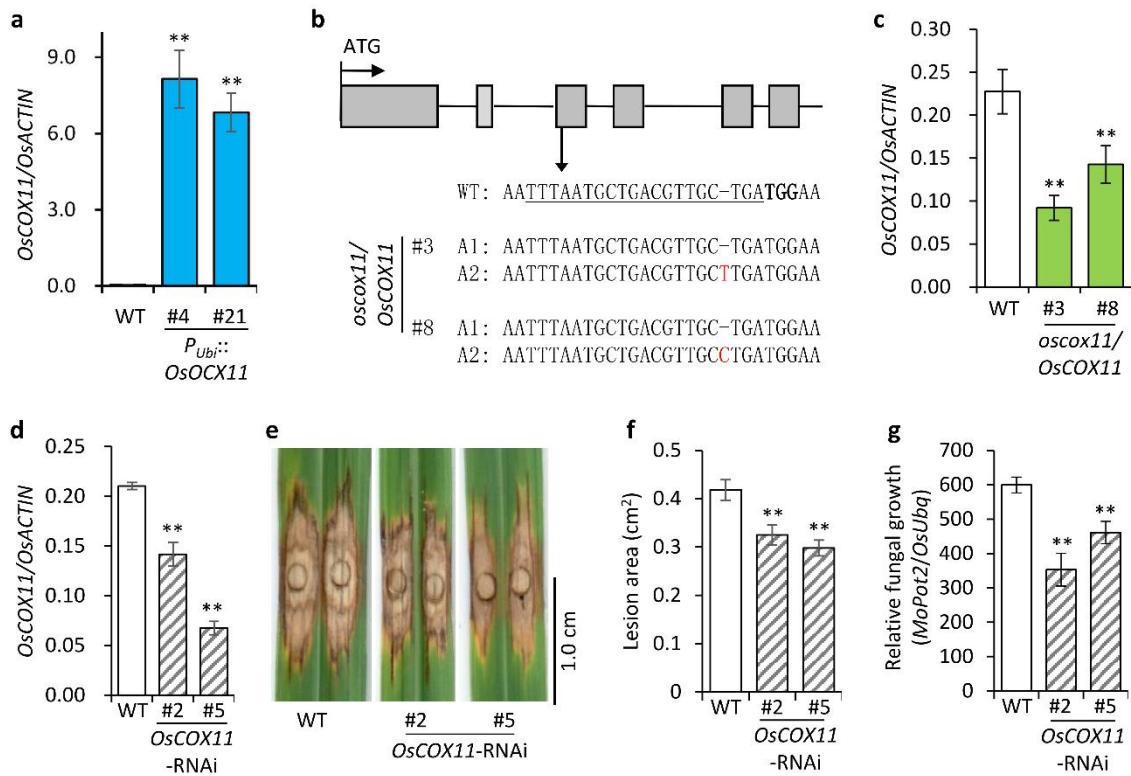 a
OsCOX11/OsACTIN
9.0
6.0
3.0
0.0
**
**
WT
#4
#21
P_Ubi::
OsOCX11
b
ATG
WT: AATTTAATGCTGACGTTGC-TGATGGAA
oscox11/
OsCOX11
#3
A1: AATTTAATGCTGACGTTGC-TGATGGAA
A2: AATTTAATGCTGACGTTGCTTGATGGAA
#8
A1: AATTTAATGCTGACGTTGC-TGATGGAA
A2: AATTTAATGCTGACGTTGCCTGATGGAA
c
OsCOX11/OsACTIN
0.30
0.25
0.20
0.15
0.10
0.05
0.00
**
**
WT
#3
#8
oscox11/
OsCOX11
d
OsCOX11/OsACTIN
0.25
0.20
0.15
0.10
0.05
0.00
**
**
WT
#2
#5
OsCOX11
-RNAi
e
1.0 cm
WT
#2
#5
OsCOX11-RNAi
f
Lesion area (cm²)
0.5
0.4
0.3
0.2
0.1
0
**
**
WT
#2
#5
OsCOX11
-RNAi
g
Relative fungal growth
(MoPot2/OsUbq)
700
600
500
400
300
200
100
0
**
**
WT
#2
#5
OsCOX11
-RNAi